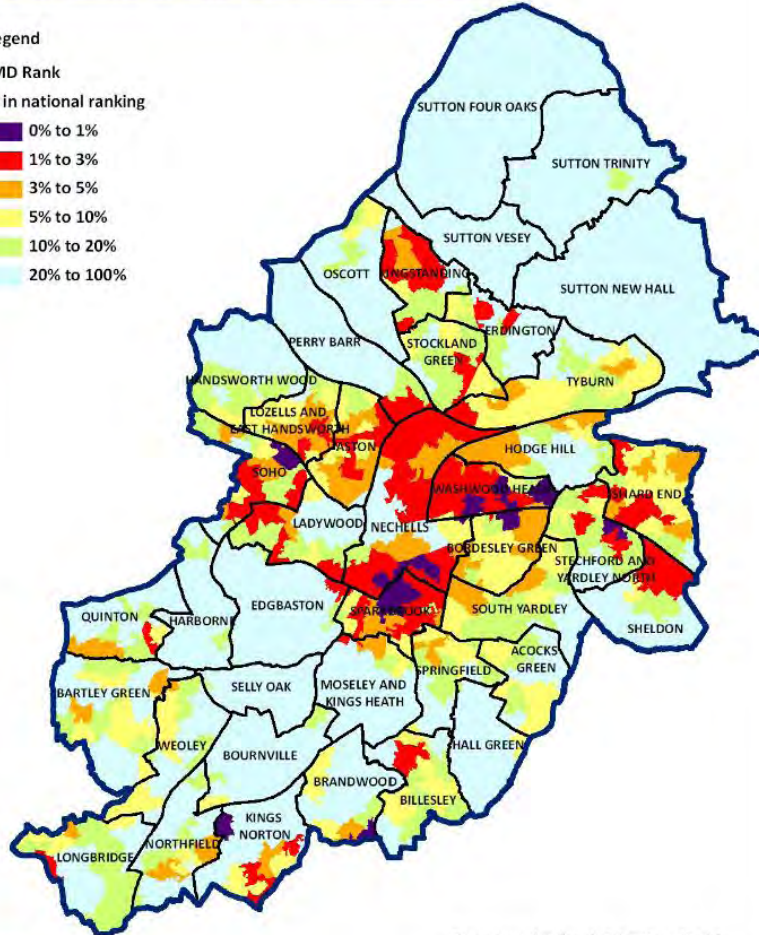 egend
MD Rank
in national ranking
0% to 1%
1% to 3%
3% to 5%
5% to 10%
10% to 20%
20% to 100%
SUTTON FOUR OAKS
SUTTON TRINITY
SUTTON VESEY
SUTTON NEW HALL
OSCOTT
KINGSTANDING
ERDINGTON
PERRY BARR
STOCKLAND
GREEN
TYBURN
HANDSWORTH WOOD
LOZELLS AND
EAST HANDSWORTH
ASTON
HODGE HILL
SOHO
WASHWOOD HEATH
SHARD END
LADYWOOD
NECHELLS
BORDESLEY GREEN
STECHFORD AND
YARDLEY NORTH
EDGBASTON
SPARKBROOK
SOUTH YARDLEY
QUINTON
HARBORNE
SHELDON
ACOCKS
GREEN
SPRINGFIELD
BARTLEY GREEN
SELLY OAK
MOSELEY AND
KINGS HEATH
WEOLEY
BOURNVILLE
HALL GREEN
BRANDWOOD
BILLESLEY
KINGS
NORTON
NORTHFIELD
LONGBRIDGE